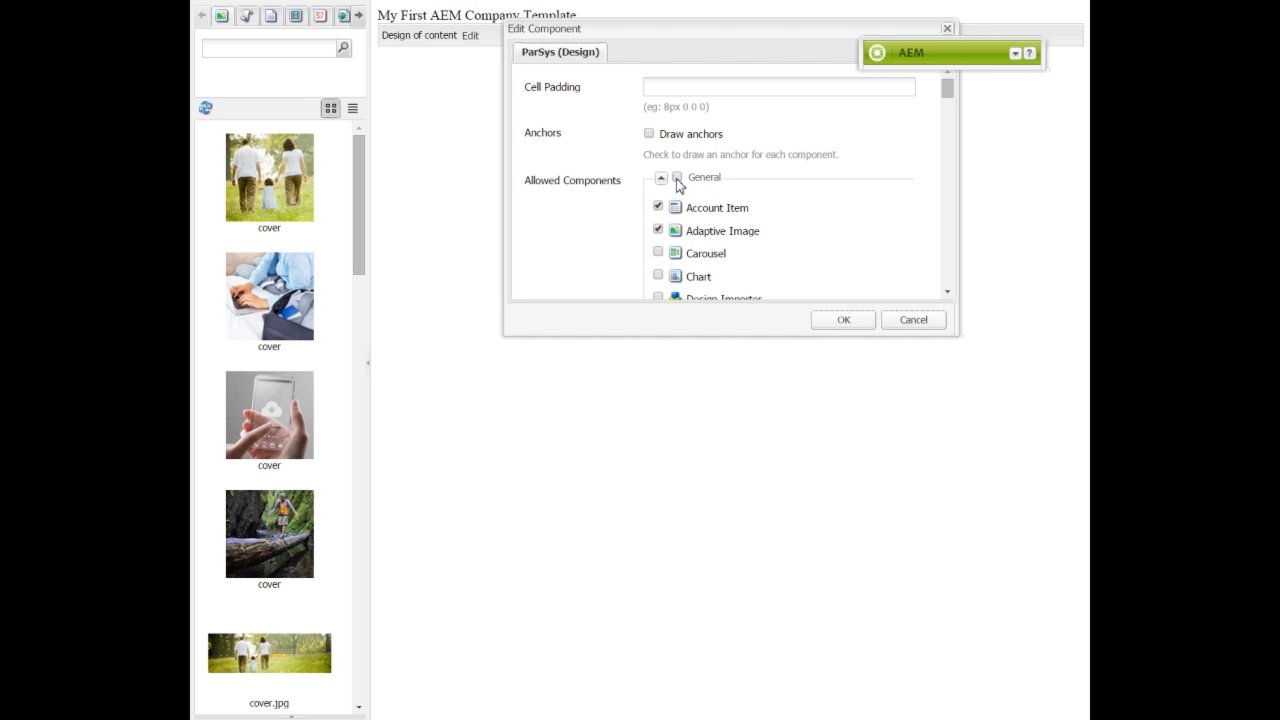 My First AEM Company Template
Design of content Edit
Edit Component
ParSys (Design)
AEM
?
Cell Padding
(eg: 8px 0 0 0)
Anchors
Draw anchors
Check to draw an anchor for each component.
Allowed Components
General
Account Item
Adaptive Image
Carousel
Chart
Design Importer
OK
Cancel
cover
cover
cover
cover
cover.jpg